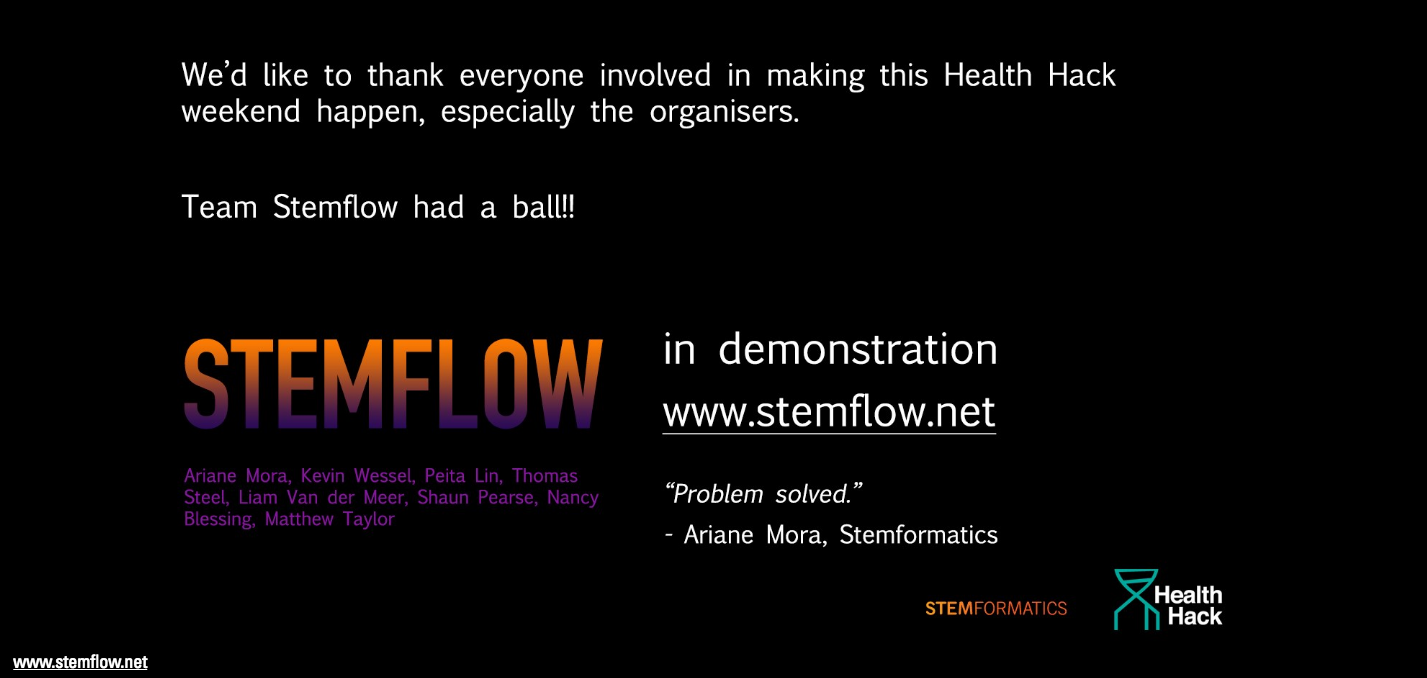 We’d like to thank everyone involved in making this Health Hack
weekend happen, especially the organisers.
Team Stemflow had a ball!!
STEMFLOW
Ariane Mora, Kevin Wessel, Peita Lin, Thomas
Steel, Liam Van der Meer, Shaun Pearse, Nancy
Blessing, Matthew Taylor
in demonstration
www.stemflow.net
“Problem solved.”
- Ariane Mora, Stemformatics
STEMFORMATICS
Health
Hack
www.stemflow.net